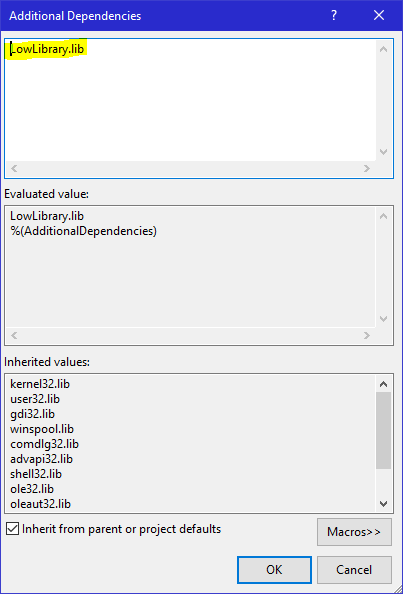 Additional Dependencies
?
LowLibrary.lib
Evaluated value:
LowLibrary.lib
%(AdditionalDependencies)
Inherited values:
kernel32.lib
user32.lib
gdi32.lib
winspool.lib
comdlg32.lib
advapi32.lib
shell32.lib
ole32.lib
oleaut32.lib
Inherit from parent or project defaults
Macros>>
OK
Cancel